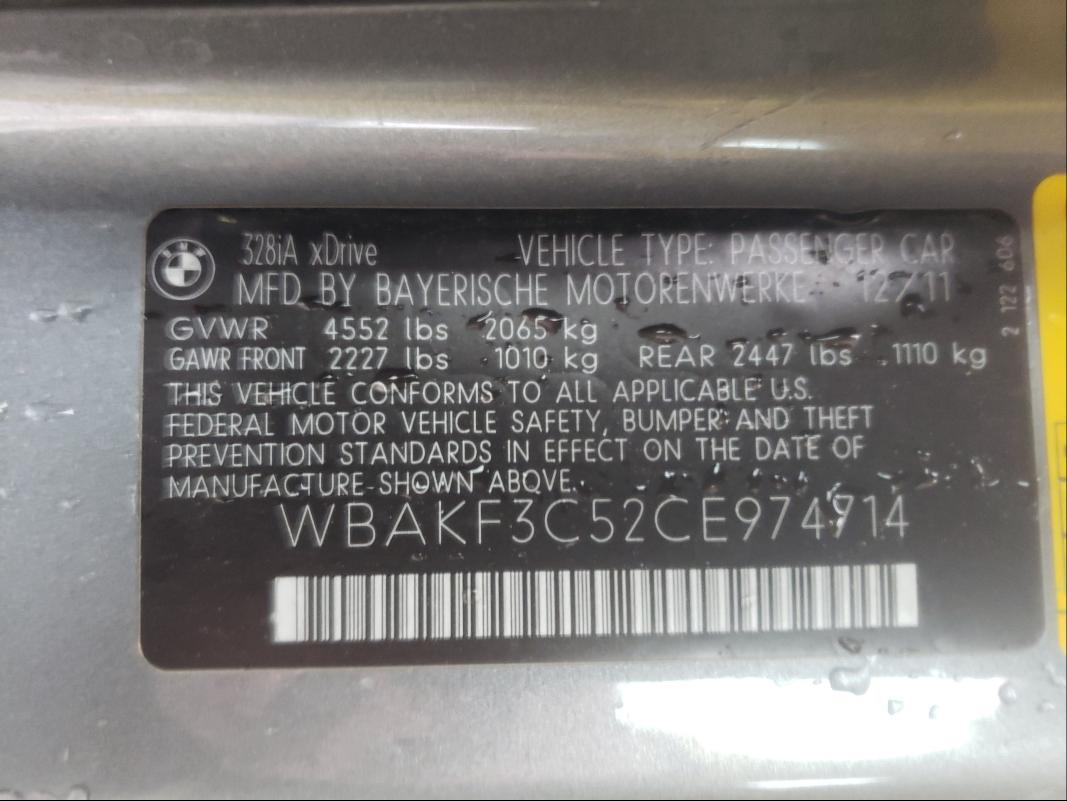 328iA xDrive VEHICLE TYPE: PASSENGER CAR
MFD BY BAYERISCHE MOTORENWERKE 12/11
GVWR 4552 lbs 2065 kg
GAWR FRONT 2227 lbs 1010 kg REAR 2447 lbs 1110 kg
THIS VEHICLE CONFORMS TO ALL APPLICABLE U.S.
FEDERAL MOTOR VEHICLE SAFETY, BUMPER AND THEFT
PREVENTION STANDARDS IN EFFECT ON THE DATE OF
MANUFACTURE SHOWN ABOVE.
WBAKF3C52CE974714
2 122 606
BMW